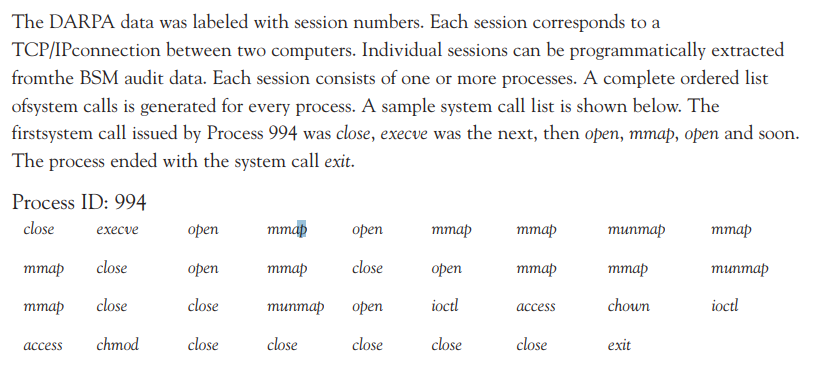 The DARPA data was labeled with session numbers. Each session corresponds to a
TCP/IPconnection between two computers. Individual sessions can be programmatically extracted
fromthe BSM audit data. Each session consists of one or more processes. A complete ordered list
ofsystem calls is generated for every process. A sample system call list is shown below. The
firstsystem call issued by Process 994 was close, execve was the next, then open, mmap, open and soon.
The process ended with the system call exit.
Process ID: 994
close execve open mmap open mmap mmap munmap mmap
mmap close open mmap close open mmap mmap munmap
mmap close close munmap open ioctl access chown ioctl
access chmod close close close close close exit